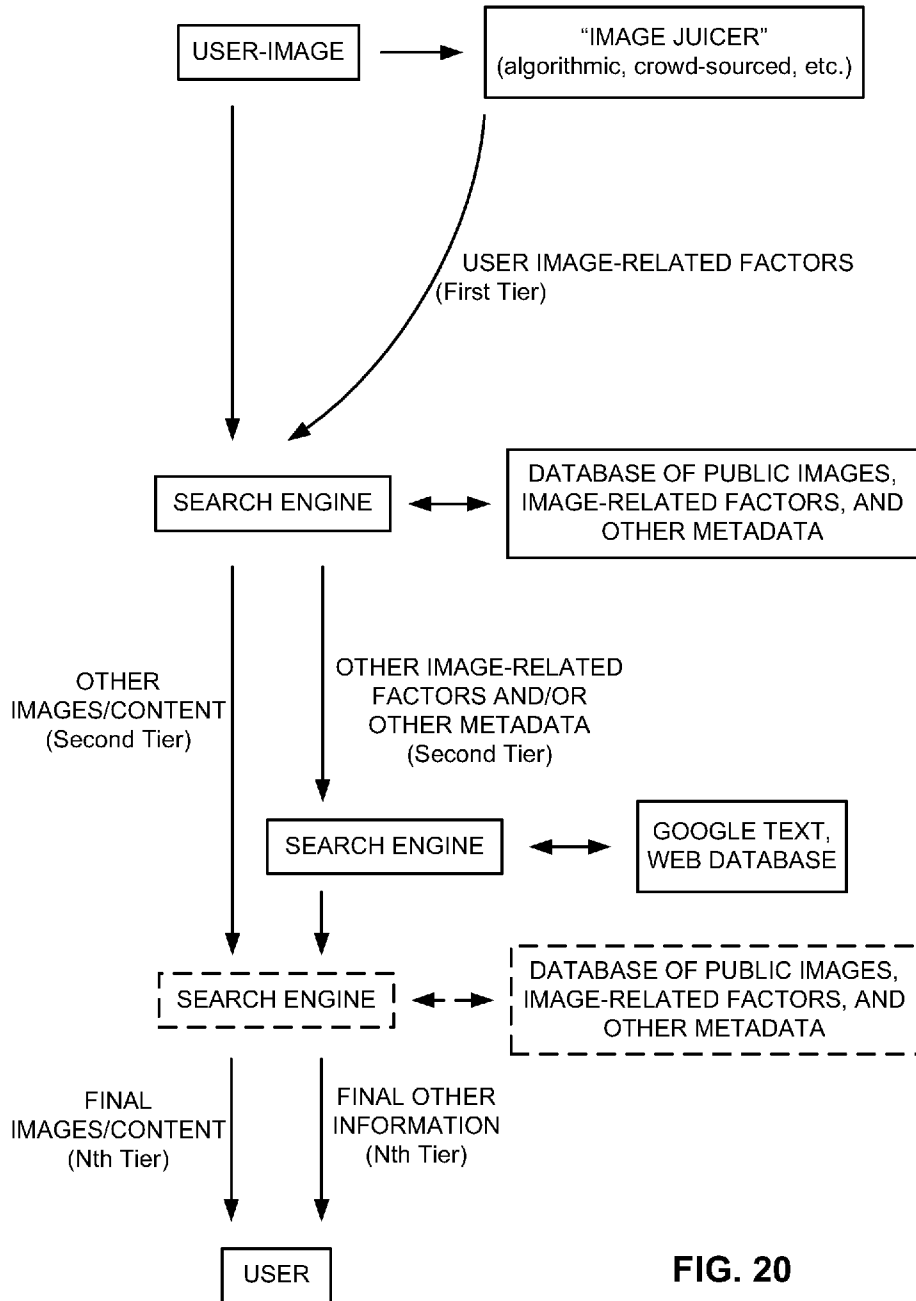 USER-IMAGE
“IMAGE JUICER”
(algorithmic, crowd-sourced, etc.)
USER IMAGE-RELATED FACTORS
(First Tier)
SEARCH ENGINE
DATABASE OF PUBLIC IMAGES,
IMAGE-RELATED FACTORS, AND
OTHER METADATA
OTHER
IMAGES/CONTENT
(Second Tier)
OTHER IMAGE-RELATED
FACTORS AND/OR
OTHER METADATA
(Second Tier)
SEARCH ENGINE
GOOGLE TEXT,
WEB DATABASE
SEARCH ENGINE
DATABASE OF PUBLIC IMAGES,
IMAGE-RELATED FACTORS, AND
OTHER METADATA
FINAL
IMAGES/CONTENT
(Nth Tier)
FINAL OTHER
INFORMATION
(Nth Tier)
USER
FIG. 20